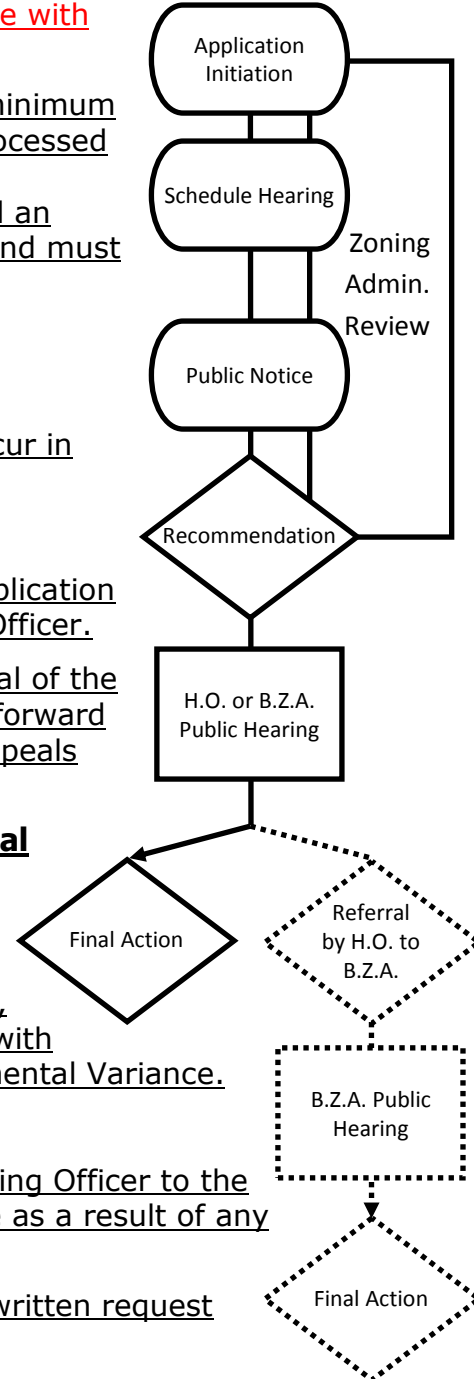 e with
minimum
ocessed
an
nd must
cur in
plication
Officer.
al of the
forward
peals
al
with
mental Variance.
ing Officer to the
e as a result of any
written request
Application
Initiation
Schedule Hearing
Zoning
Admin.
Review
Public Notice
Recommendation
H.O. or B.Z.A.
Public Hearing
Final Action
Referral
by H.O. to
B.Z.A.
B.Z.A. Public
Hearing
Final Action